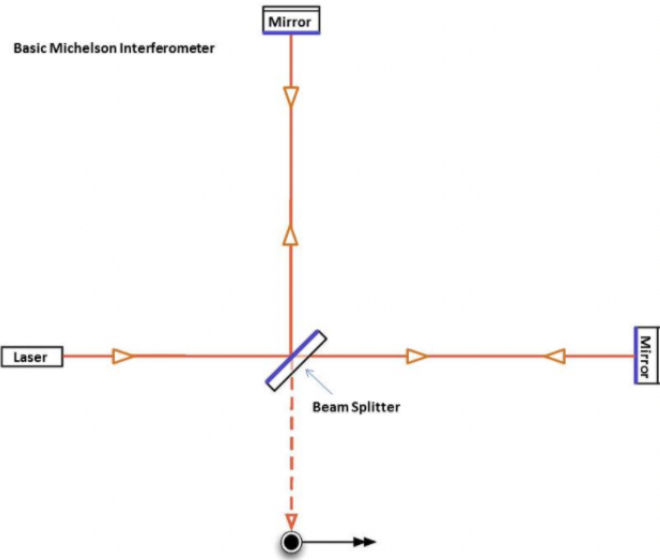 Mirror
Basic Michelson Interferometer
Mirror
Laser
Beam Splitter